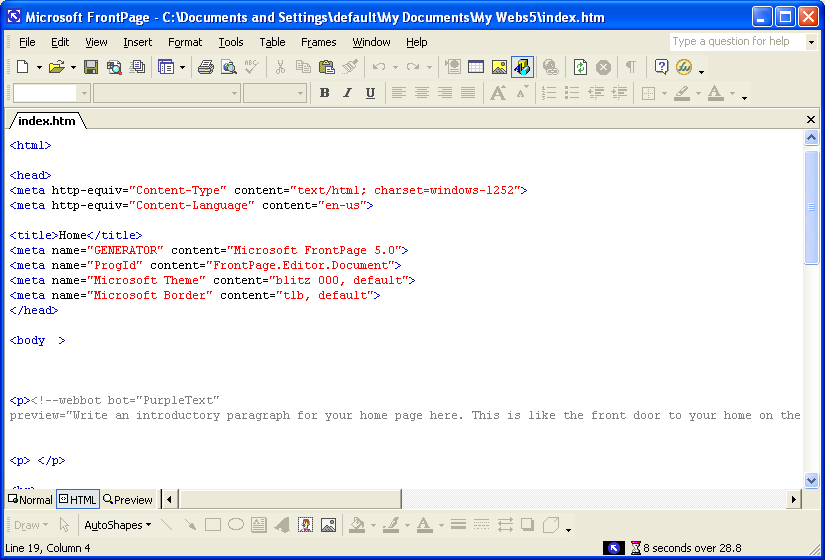 Microsoft FrontPage - C:\Documents and Settings\default\My Documents\My Webs5\index.htm
File Edit View Insert Format Tools Table Frames Window Help Type a question for help
ABC
B I U A A A
index.htm
<html>
<head>
<meta http-equiv="Content-Type" content="text/html; charset=windows-1252">
<meta http-equiv="Content-Language" content="en-us">
<title>Home</title>
<meta name="GENERATOR" content="Microsoft FrontPage 5.0">
<meta name="ProgId" content="FrontPage.Editor.Document">
<meta name="Microsoft Theme" content="blitz 000, default">
<meta name="Microsoft Border" content="tlb, default">
</head>
<body  >
<p><!--webbot bot="PurpleText"
preview="Write an introductory paragraph for your home page here. This is like the front door to your home on the
<p> </p>
Normal HTML Preview
Draw AutoShapes A
Line 19, Column 4 8 seconds over 28.8